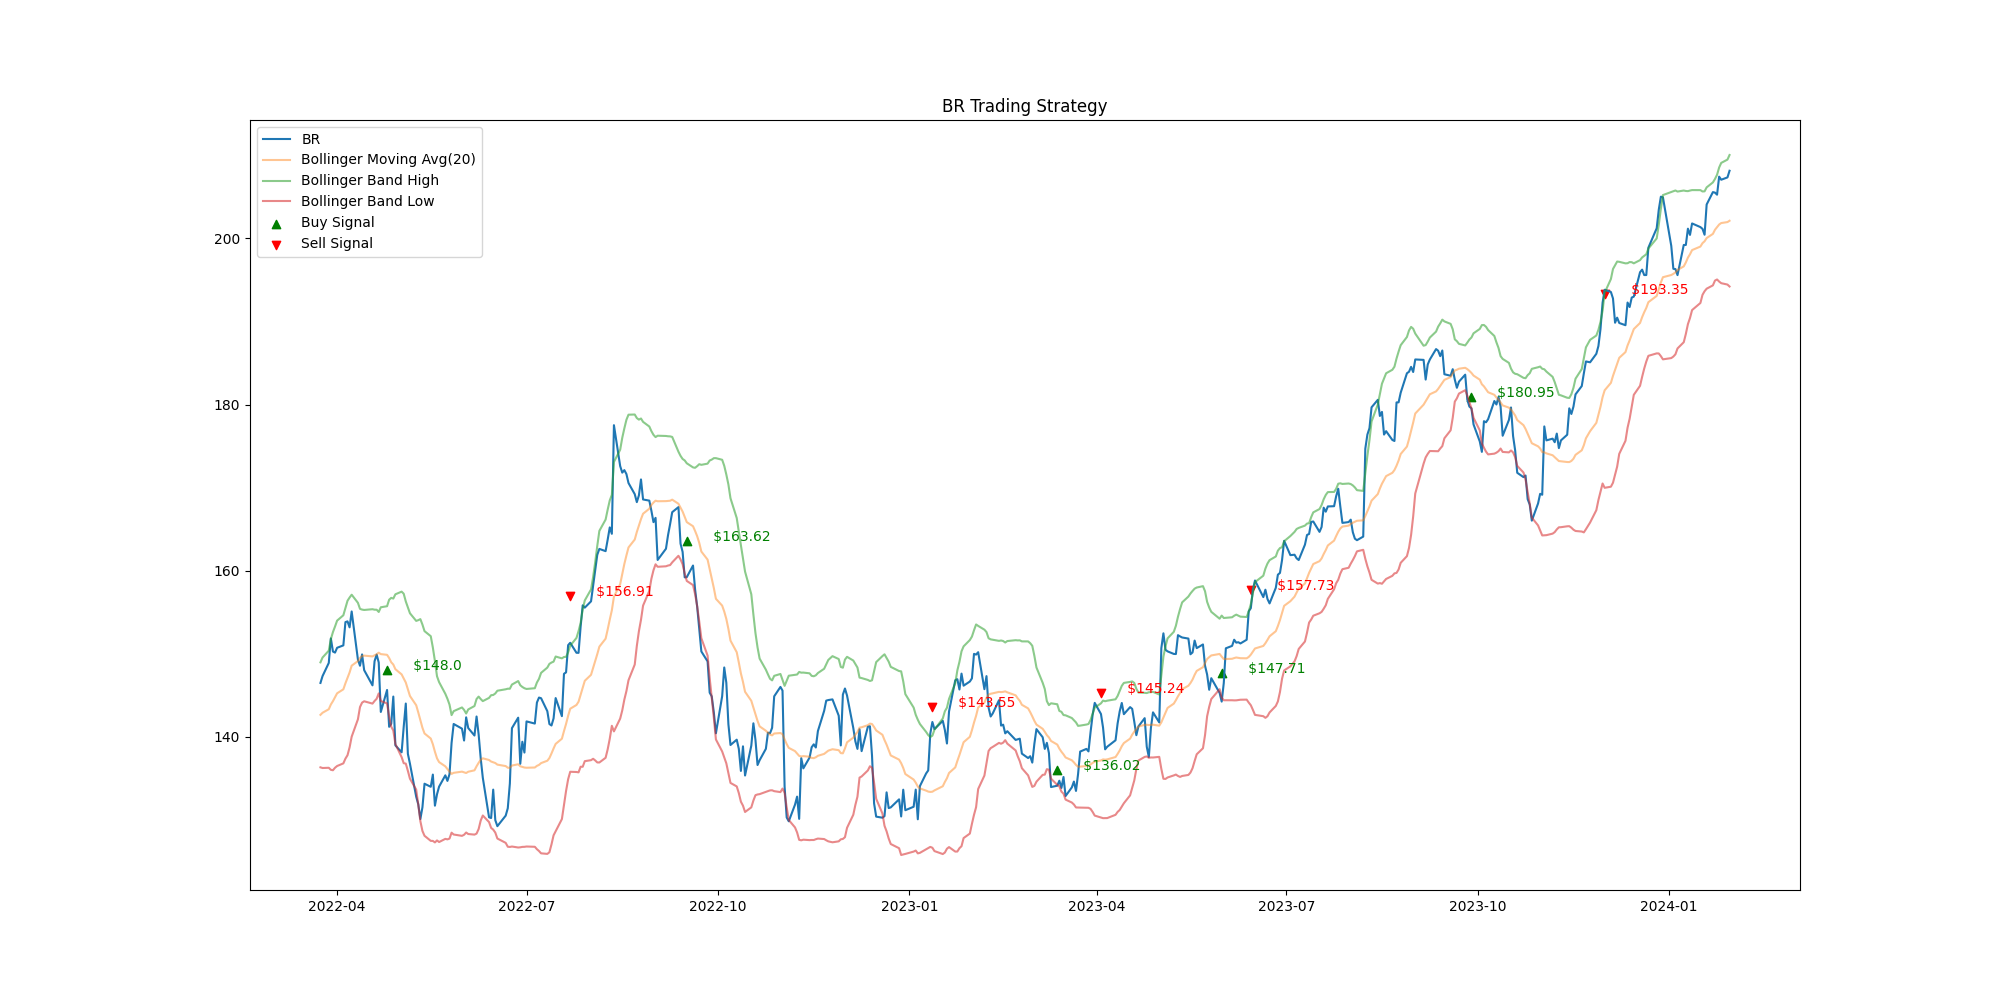 BR Trading Strategy
BR
Bollinger Moving Avg(20)
Bollinger Band High
Bollinger Band Low
Buy Signal
Sell Signal
200
180
160
140
$193.35
$180.95
$163.62
$156.91
$157.73
$148.0
$147.71
$145.24
$143.55
$136.02
2022-04 2022-07 2022-10 2023-01 2023-04 2023-07 2023-10 2024-01